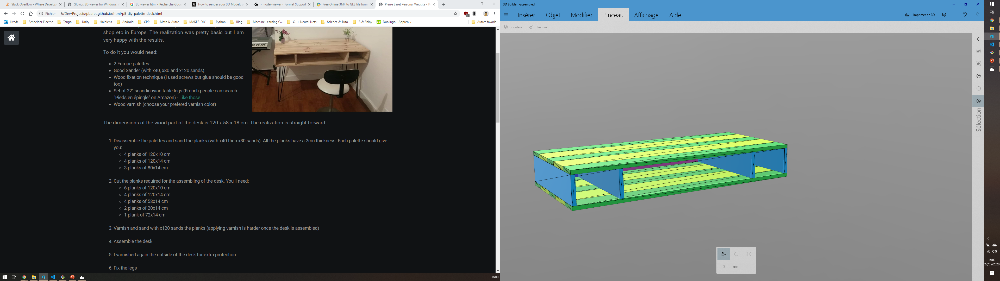 Stack Overflow - Where Develop
Glovius 3D viewer for Windows,
3d viewer html - Recherche Goo
How to render your 3D Models o
<model-viewer> Format Support
Free Online 3MF to GLB file form
Pierre Baret Personal Website - P
Fichier
E:/Dev/Projects/pbaret.github.io/html/p5-diy-palette-desk.html
Live.fr
Schneider Electric
Tango
Unity
Hololens
Android
CPP
Math & Autre
MAKER-DIY
Python
Blog
Machine Learning C...
C++ Neural Nets
Science & Tuto
R & Shiny
Duolingo - Appren...
Autres favoris
shop etc in Europe. The realization was pretty basic but I am
very happy with the results.
To do it you would need:
• 2 Europe palettes
• Good Sander (with x40, x80 and x120 sands)
• Wood fixation technique (I used screws but glue should be good
too)
• Set of 22" scandinavian table legs (French people can search
"Pieds en épingle" on Amazon) - Like those
• Wood varnish (choose your prefered varnish color)
The dimensions of the wood part of the desk is 120 x 58 x 18 cm. The realization is straight forward
1. Disassemble the palettes and sand the planks (with x40 then x80 sands). All the planks have a 2cm thickness. Each palette should give
you:
◦ 4 planks of 120x10 cm
◦ 4 planks of 120x14 cm
◦ 3 planks of 80x14 cm
2. Cut the planks required for the assembling of the desk. You'll need:
◦ 6 planks of 120x10 cm
◦ 4 planks of 120x14 cm
◦ 4 planks of 58x14 cm
◦ 2 planks of 20x14 cm
◦ 1 plank of 72x14 cm
3. Varnish and sand with x120 sands the planks (applying varnish is harder once the desk is assembled)
4. Assemble the desk
5. I varnished again the outside of the desk for extra protection
6. Fix the legs
16:00
3D Builder - assembled
Insérer
Objet
Modifier
Pinceau
Affichage
Aide
Imprimer en 3D
Couleur
Texture
Sélection
0 mm
16:00
27/05/2020